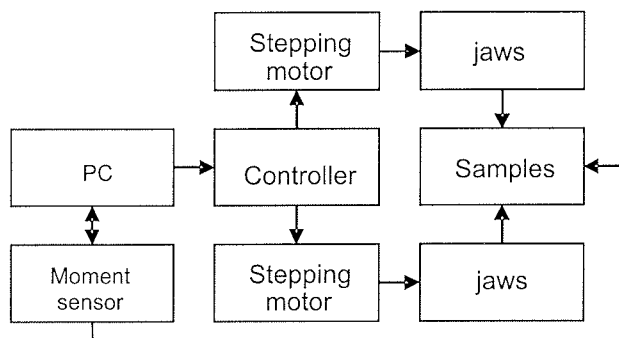 Stepping
motor
jaws
PC
Controller
Samples
Moment
sensor
Stepping
motor
jaws